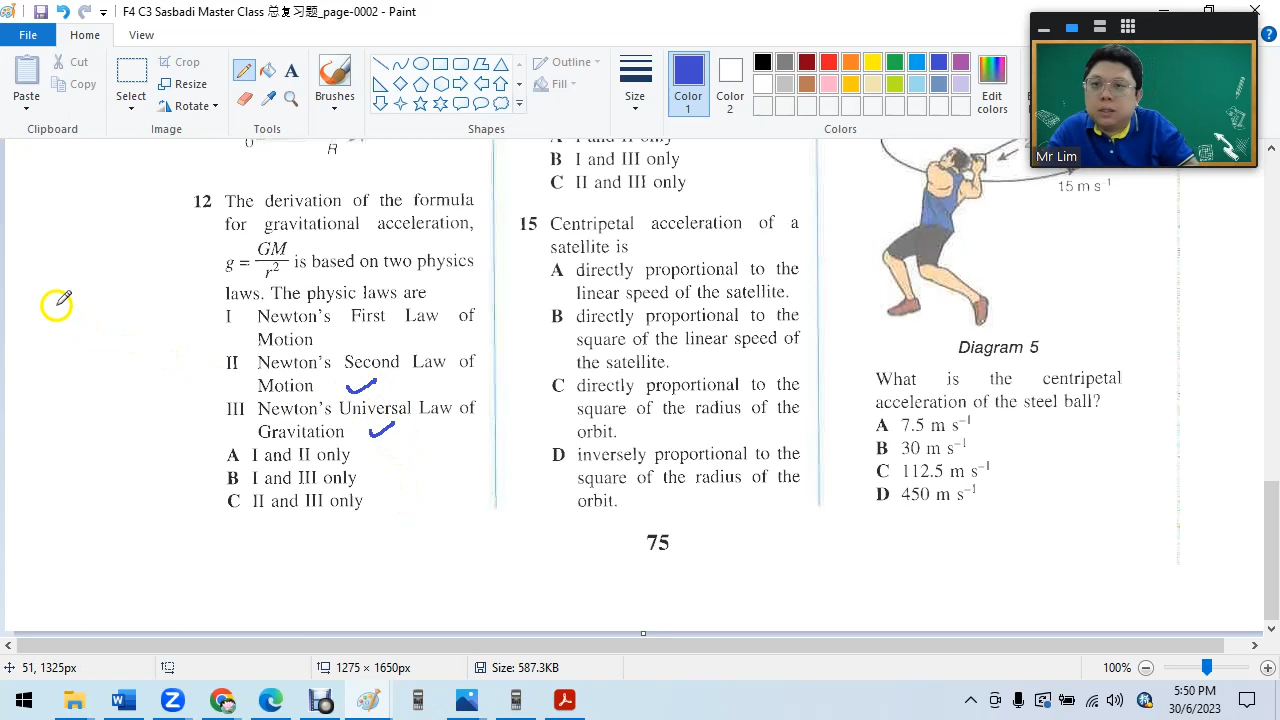 F4 C3 Sasbadi Master Class 总复习题_page-0002 - Paint
File
Home
View
Paste
Cut
Copy
Clipboard
Select
Crop
Resize
Rotate
Image
Tools
Brushes
Shapes
Outline
Fill
Size
Color 1
Color 2
Edit colors
Colors
Mr Lim
0
R
12 The derivation of the formula
for gravitational acceleration,
g = GM/r² is based on two physics
laws. The physic laws are
I Newton's First Law of
Motion
II Newton's Second Law of
Motion
III Newton's Universal Law of
Gravitation
A I and II only
B I and III only
C II and III only
A I and II only
B I and III only
C II and III only
15 Centripetal acceleration of a
satellite is
A directly proportional to the
linear speed of the satellite.
B directly proportional to the
square of the linear speed of
the satellite.
C directly proportional to the
square of the radius of the
orbit.
D inversely proportional to the
square of the radius of the
orbit.
15 m s⁻¹
Diagram 5
What is the centripetal
acceleration of the steel ball?
A 7.5 m s⁻¹
B 30 m s⁻¹
C 112.5 m s⁻¹
D 450 m s⁻¹
75
51, 1325px
1275 × 1650px
Size: 587.3KB
100%
5:50 PM
30/6/2023